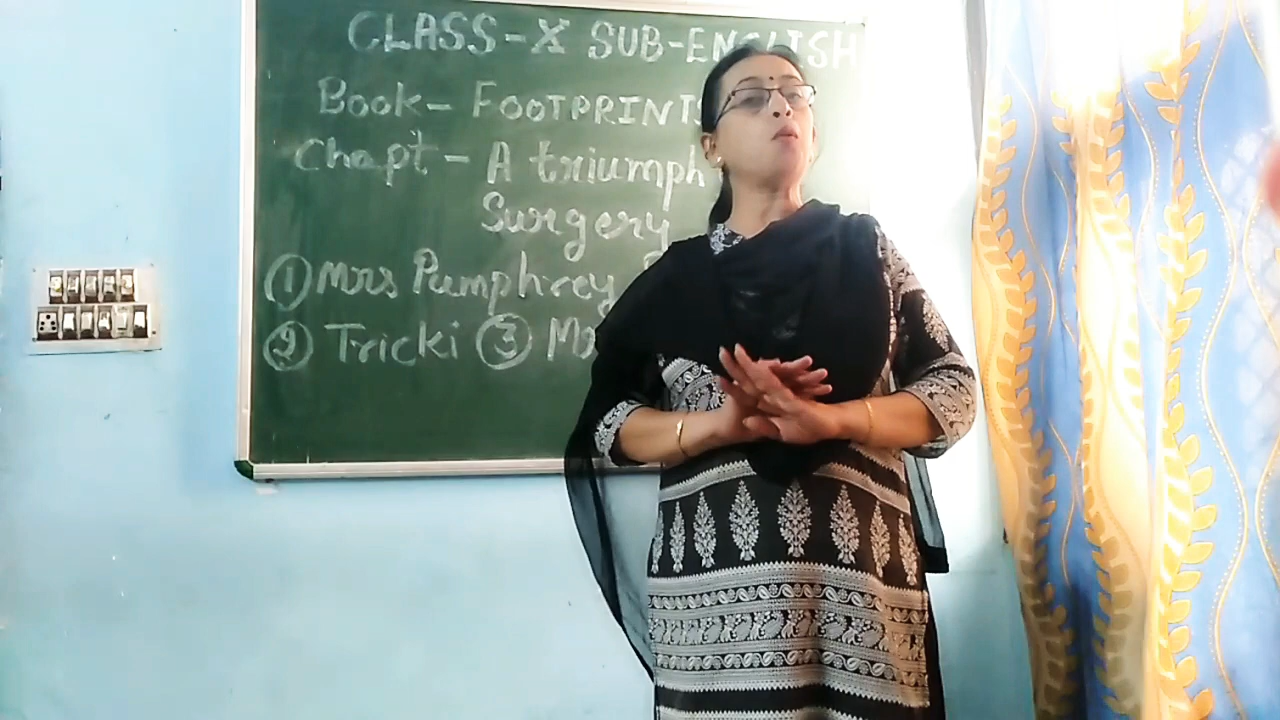 CLASS-X SUB-ENGLISH
Book- FOOTPRINTS
Chapt- A triumph
Surgery
① Mrs Pumphrey
② Tricki ③